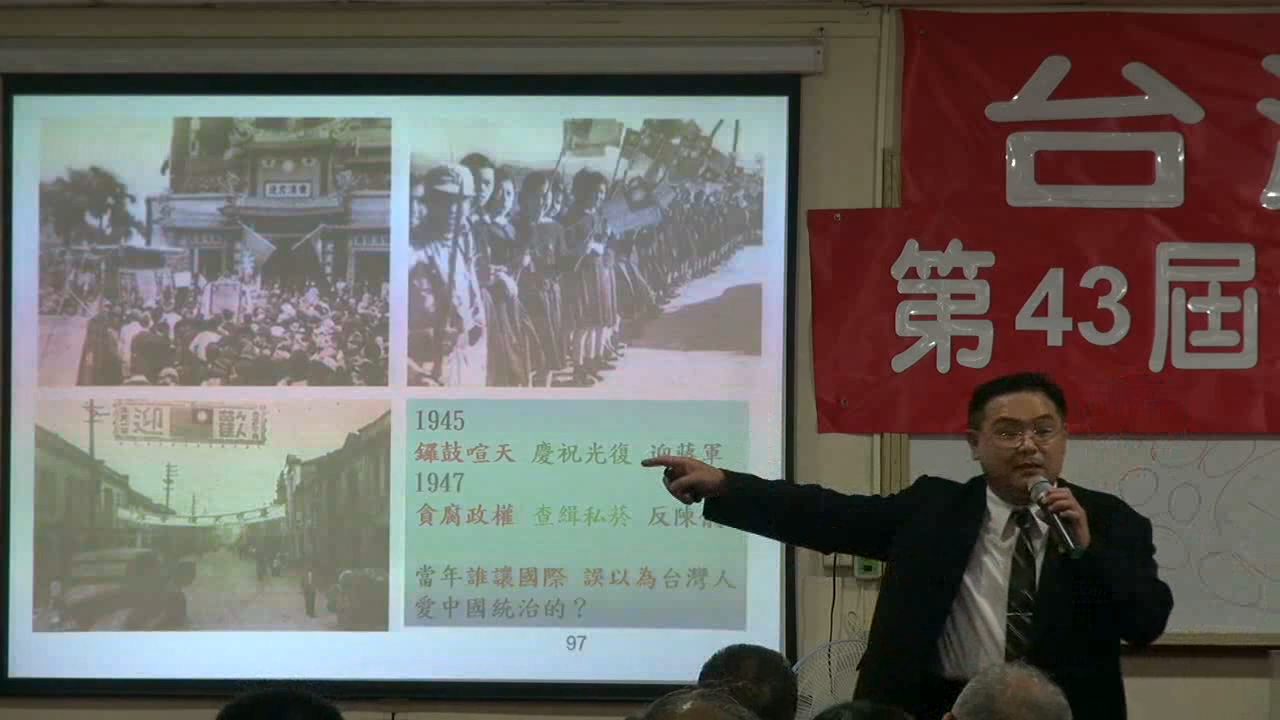 迎 歡
1945
鑼鼓喧天 慶祝光復 迎蔣軍
1947
貪腐政權 查緝私菸 反陳
當年誰讓國際 誤以為台灣人
愛中國統治的？
97
台
第43屆